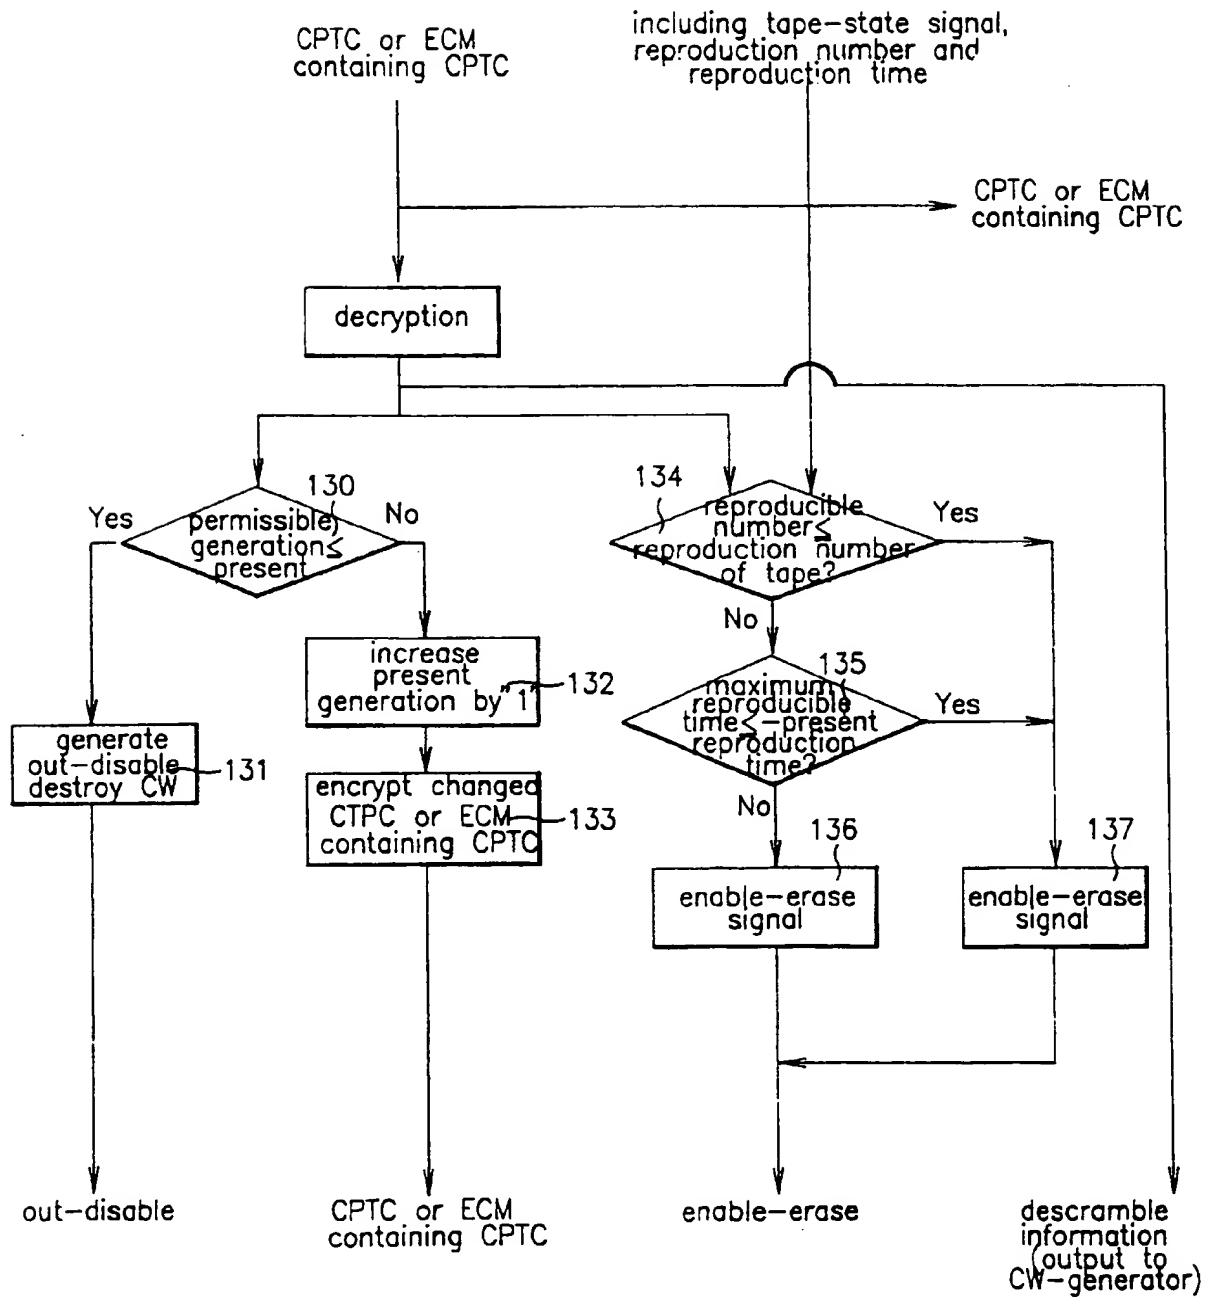 CPTC or ECM
containing CPTC
including tape-state signal,
reproduction number and
reproduction time
CPTC or ECM
containing CPTC
decryption
130
Yes
No
permissible
generation≤
present
134
reproducible
number≤
reproduction number
of tape?
Yes
No
increase
present
generation by "1"
132
135
maximum
reproducible
time≤-present
reproduction
time?
Yes
No
generate
out-disable
destroy CW
131
encrypt changed
CTPC or ECM
containing CPTC
133
136
enable-erase
signal
137
enable-erase
signal
out-disable
CPTC or ECM
containing CPTC
enable-erase
descramble
information
(output to
CW-generator)